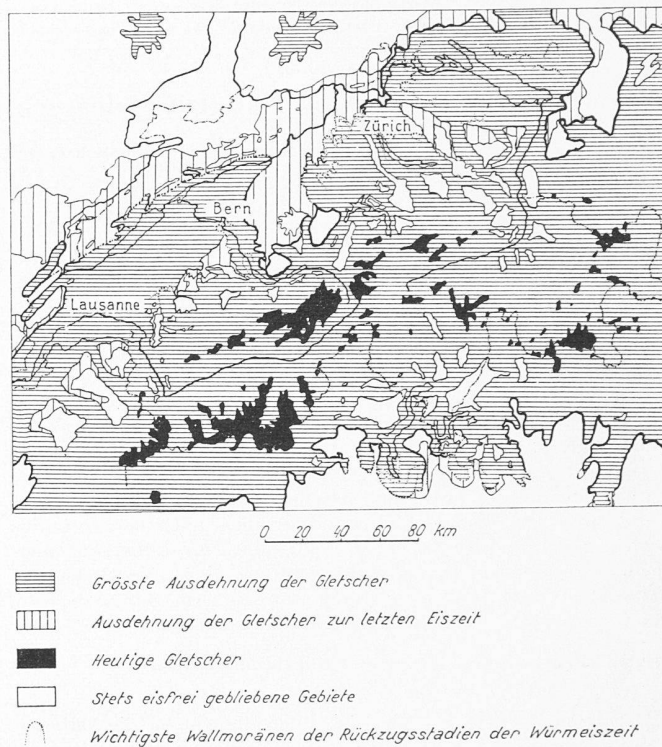 Zürich
Bern
Lausanne
0 20 40 60 80 km
Grösste Ausdehnung der Gletscher
Ausdehnung der Gletscher zur letzten Eiszeit
Heutige Gletscher
Stets eisfrei gebliebene Gebiete
Wichtigste Wallmoränen der Rückzugsstadien der Würmeiszeit